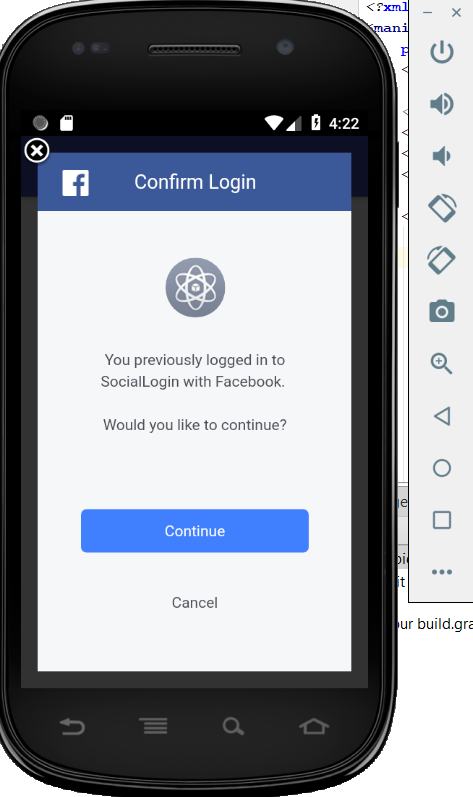 <?xml
<mani
p
<
4:22
<
<
<
<
Confirm Login
<
You previously logged in to
SocialLogin with Facebook.
Would you like to continue?
Continue
Cancel
our build.gra